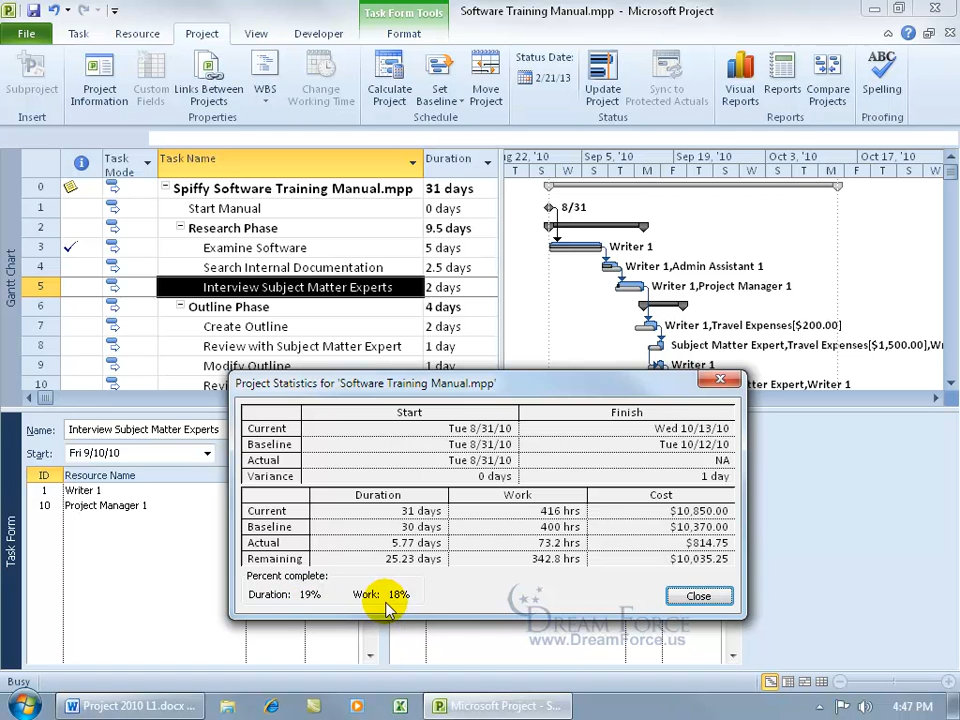 Task Form Tools
Software Training Manual.mpp - Microsoft Project
File Task Resource Project View Developer Format
Subproject
Project Information
Custom Fields
Links Between Projects
WBS
Change Working Time
Calculate Project
Set Baseline
Move Project
Status Date:
2/21/13
Update Project
Sync to Protected Actuals
Visual Reports
Reports
Compare Projects
ABC
Spelling
Insert Properties Schedule Status Reports Proofing
Task Mode Task Name Duration
ug 22, '10 Sep 5, '10 Sep 19, '10 Oct 3, '10 Oct 17, '10
T S W S T M F T S W S T M F
0 Spiffy Software Training Manual.mpp 31 days
1 Start Manual 0 days 8/31
2 Research Phase 9.5 days
3 Examine Software 5 days Writer 1
4 Search Internal Documentation 2.5 days Writer 1,Admin Assistant 1
5 Interview Subject Matter Experts 2 days Writer 1,Project Manager 1
6 Outline Phase 4 days
7 Create Outline 2 days Writer 1,Travel Expenses[$200.00]
8 Review with Subject Matter Expert 1 day Subject Matter Expert,Travel Expenses[$1,500.00],W
9 Modify Outline 1 day Writer 1
10
Gantt Chart
Project Statistics for 'Software Training Manual.mpp'
Start Finish
Current Tue 8/31/10 Wed 10/13/10
Baseline Tue 8/31/10 Tue 10/12/10
Actual Tue 8/31/10 NA
Variance 0 days 1 day
Duration Work Cost
Current 31 days 416 hrs $10,850.00
Baseline 30 days 400 hrs $10,370.00
Actual 5.77 days 73.2 hrs $814.75
Remaining 25.23 days 342.8 hrs $10,035.25
Percent complete:
Duration: 19% Work: 18%
Close
Name: Interview Subject Matter Experts
Start: Fri 9/10/10
ID Resource Name
1 Writer 1
10 Project Manager 1
Task Form
DREAM FORCE
www.DreamForce.us
Busy
Project 2010 L1.docx ...
Microsoft Project - S...
4:47 PM